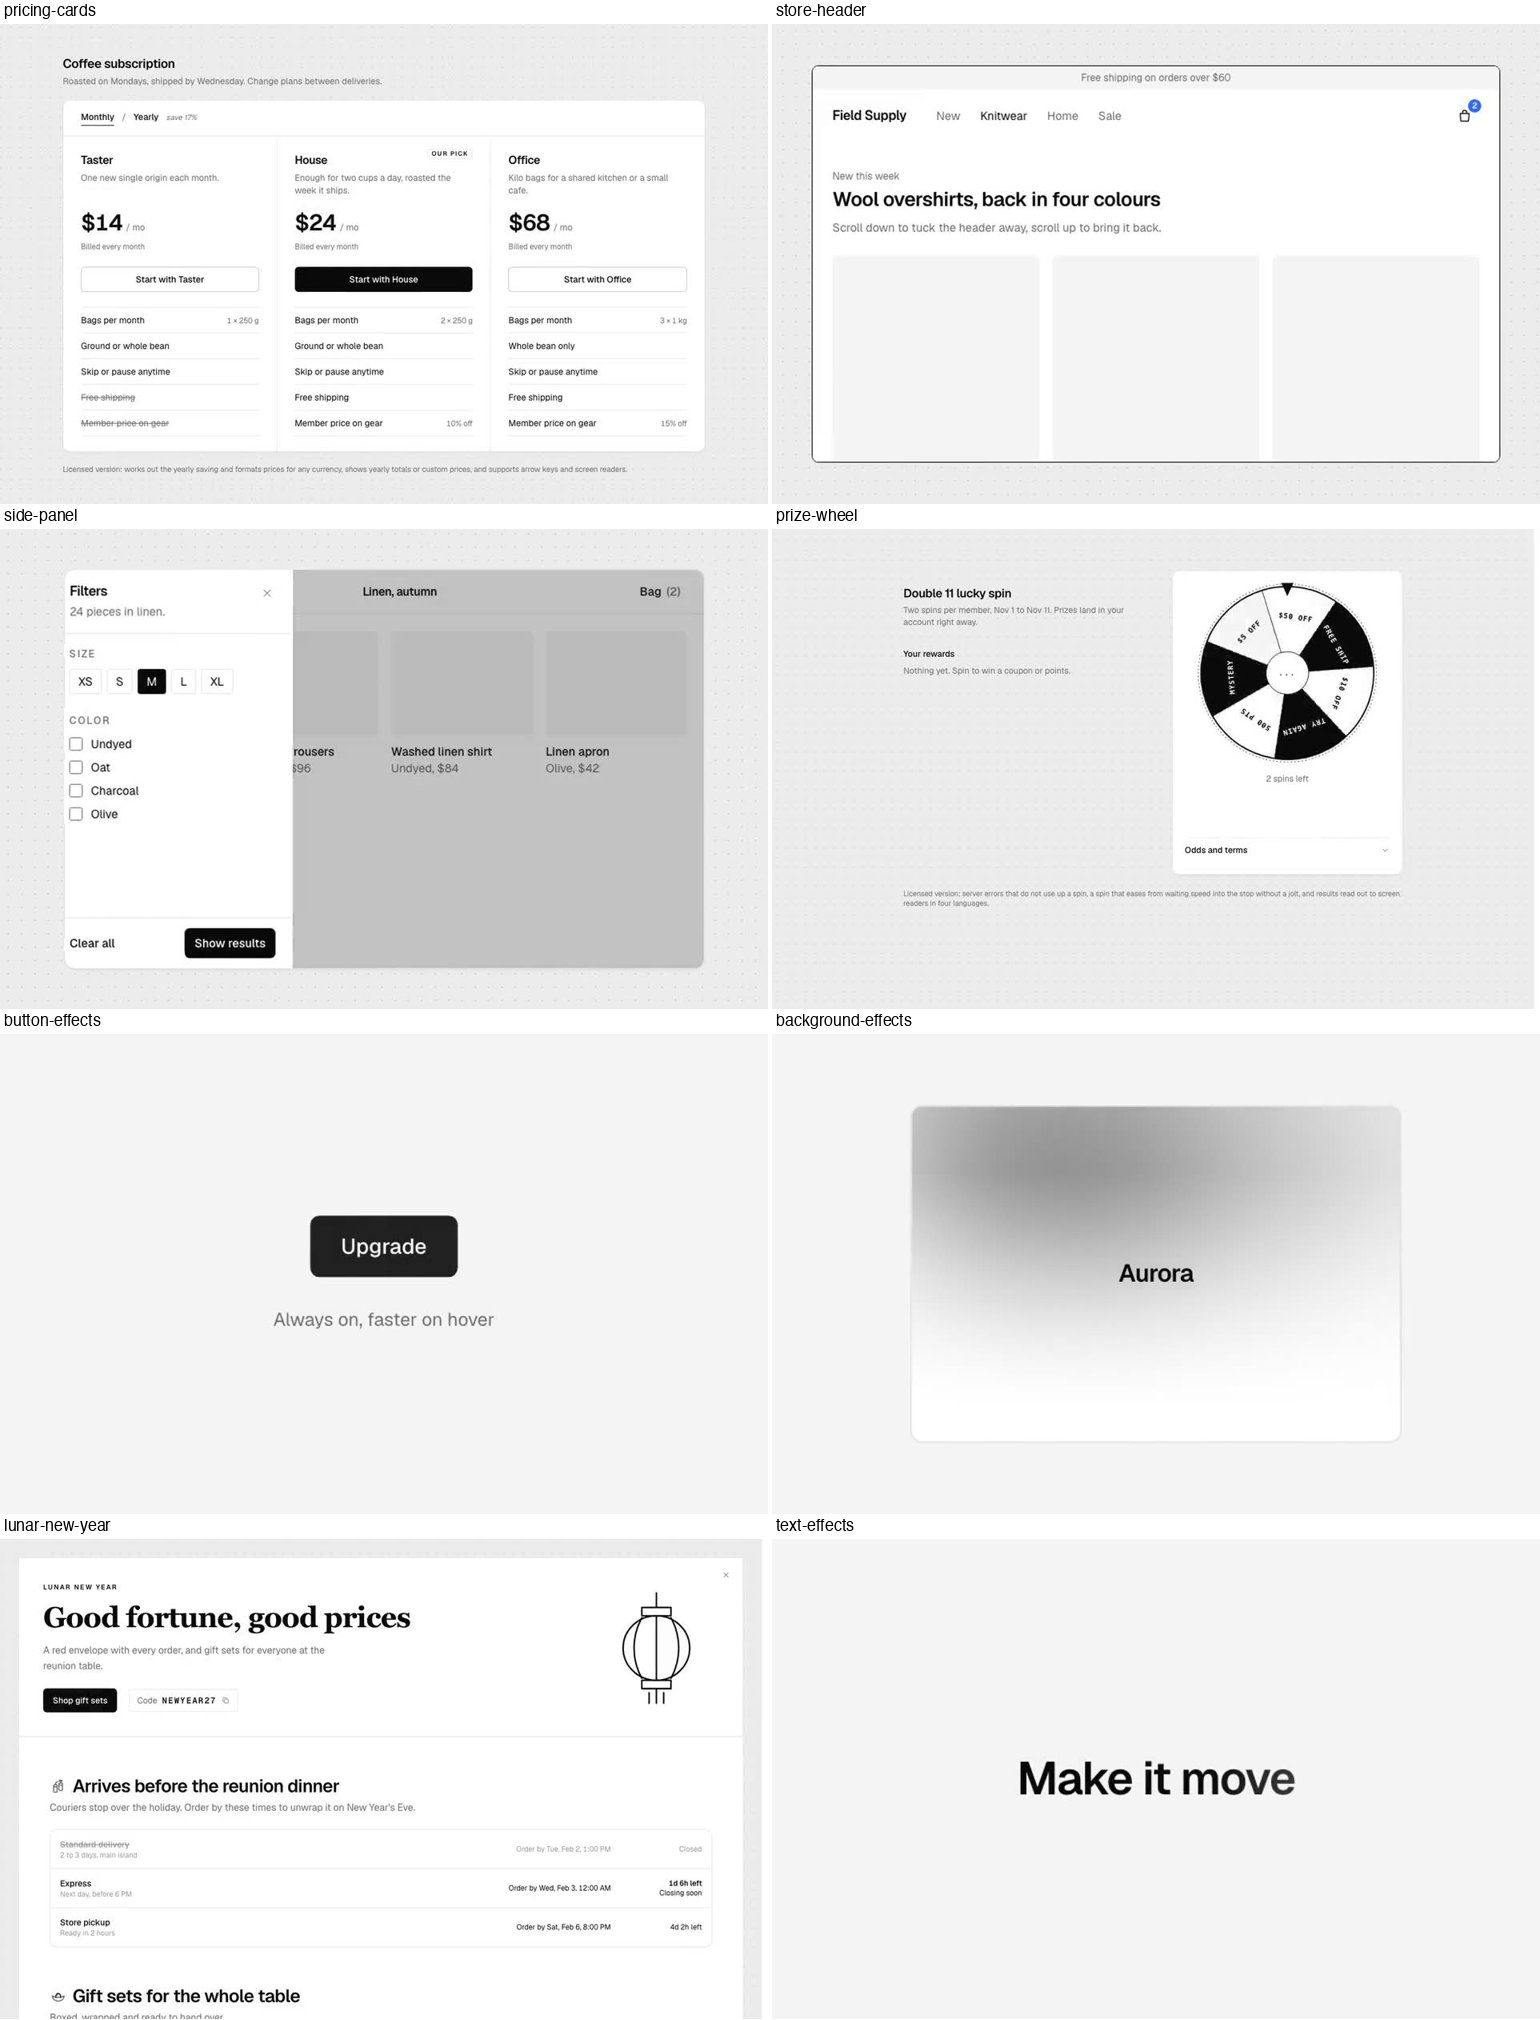 pricing-cards
Coffee subscription
Roasted on Mondays, shipped by Wednesday. Change plans between deliveries.
Monthly / Yearly save 17%
Taster
One new single origin each month.
$14 / mo
Billed every month
Start with Taster
Bags per month 1 × 250 g
Ground or whole bean
Skip or pause anytime
Free shipping
Member price on gear
OUR PICK
House
Enough for two cups a day, roasted the
week it ships.
$24 / mo
Billed every month
Start with House
Bags per month 2 × 250 g
Ground or whole bean
Skip or pause anytime
Free shipping
Member price on gear 10% off
Office
Kilo bags for a shared kitchen or a small
cafe.
$68 / mo
Billed every month
Start with Office
Bags per month 3 × 1 kg
Whole bean only
Skip or pause anytime
Free shipping
Member price on gear 15% off
Licensed version: works out the yearly saving and formats prices for any currency, shows yearly totals or custom prices, and supports arrow keys and screen readers.
store-header
Free shipping on orders over $60
Field Supply New Knitwear Home Sale 2
New this week
Wool overshirts, back in four colours
Scroll down to tuck the header away, scroll up to bring it back.
side-panel
Filters
24 pieces in linen.
SIZE
XS S M L XL
COLOR
Undyed
Oat
Charcoal
Olive
Clear all Show results
Linen, autumn Bag (2)
rousers
$96
Washed linen shirt
Undyed, $84
Linen apron
Olive, $42
prize-wheel
Double 11 lucky spin
Two spins per member, Nov 1 to Nov 11. Prizes land in your
account right away.
Your rewards
Nothing yet. Spin to win a coupon or points.
$50 OFF
FREE SHIP
$10 OFF
TRY AGAIN
500 PTS
MYSTERY
$5 OFF
...
2 spins left
Odds and terms
Licensed version: server errors that do not use up a spin, a spin that eases from waiting speed into the stop without a jolt, and results read out to screen
readers in four languages.
button-effects
Upgrade
Always on, faster on hover
background-effects
Aurora
lunar-new-year
LUNAR NEW YEAR
Good fortune, good prices
A red envelope with every order, and gift sets for everyone at the
reunion table.
Shop gift sets Code NEWYEAR27
Arrives before the reunion dinner
Couriers stop over the holiday. Order by these times to unwrap it on New Year's Eve.
Standard delivery
2 to 3 days, main island
Order by Tue, Feb 2, 1:00 PM Closed
Express
Next day, before 6 PM
Order by Wed, Feb 3, 12:00 AM 1d 6h left
Closing soon
Store pickup
Ready in 2 hours
Order by Sat, Feb 6, 8:00 PM 4d 2h left
Gift sets for the whole table
Boxed, wrapped and ready to hand over.
text-effects
Make it move